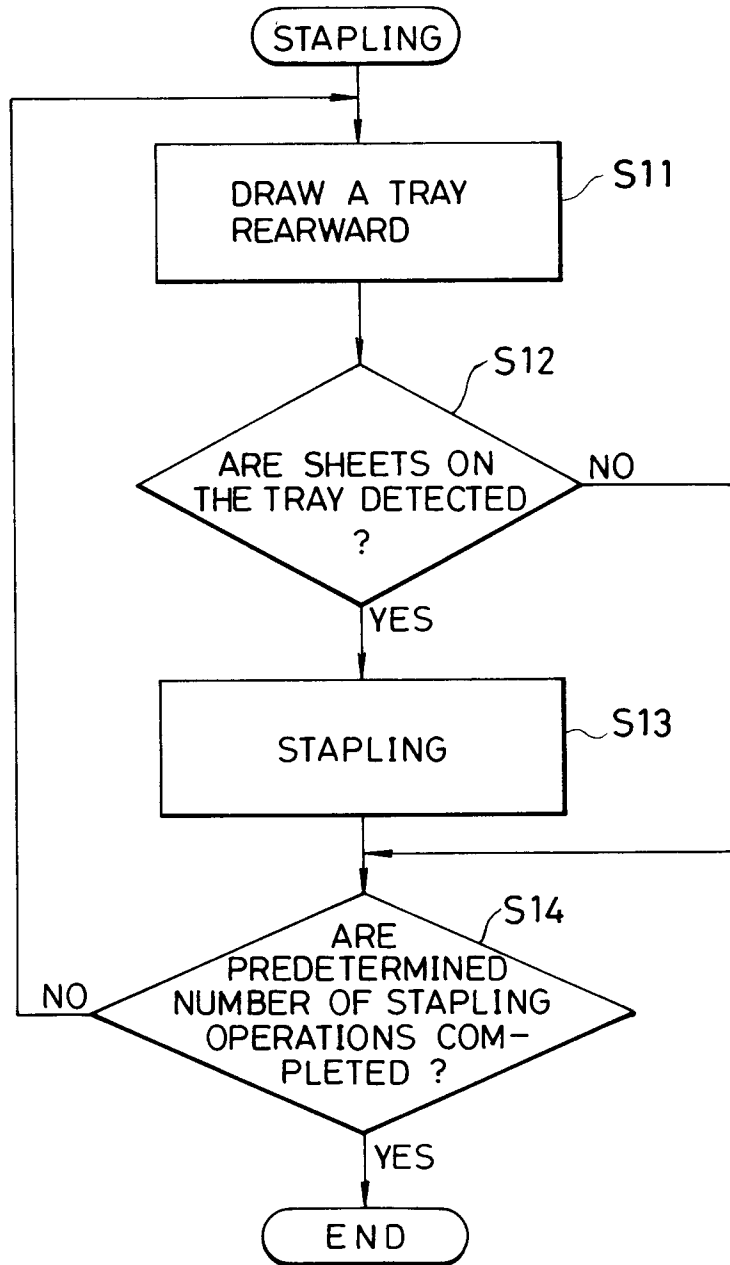 STAPLING
DRAW A TRAY
REARWARD
S11
S12
ARE SHEETS ON
THE TRAY DETECTED
?
NO
YES
STAPLING
S13
S14
ARE
PREDETERMINED
NUMBER OF STAPLING
OPERATIONS COM-
PLETED ?
NO
YES
END